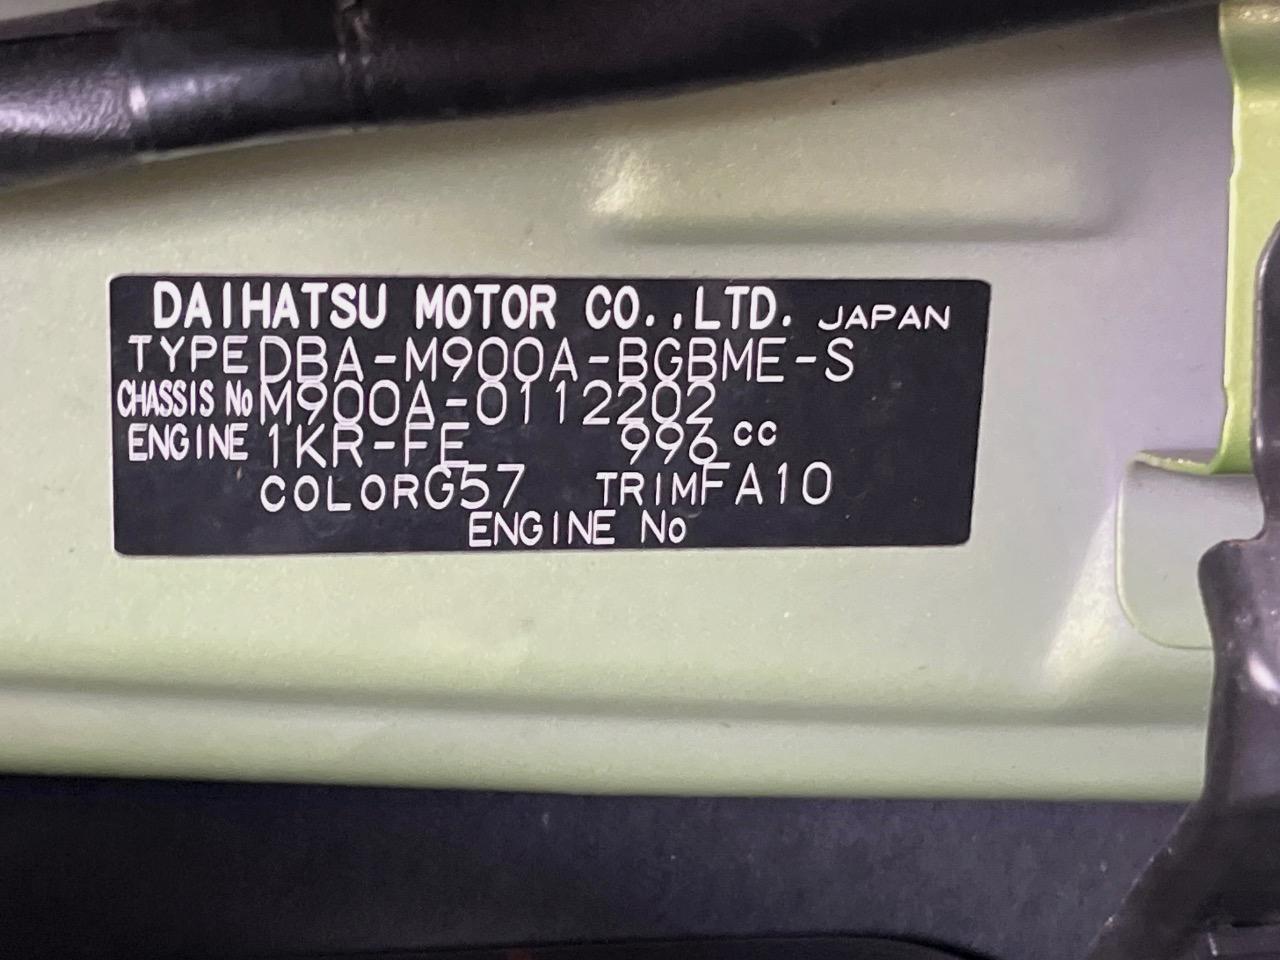 DAIHATSU MOTOR CO.,LTD. JAPAN
TYPE DBA-M900A-BGBME-S
CHASSIS No M900A-0112202
ENGINE 1KR-FE 996 cc
COLOR G57 TRIM FA10
ENGINE No